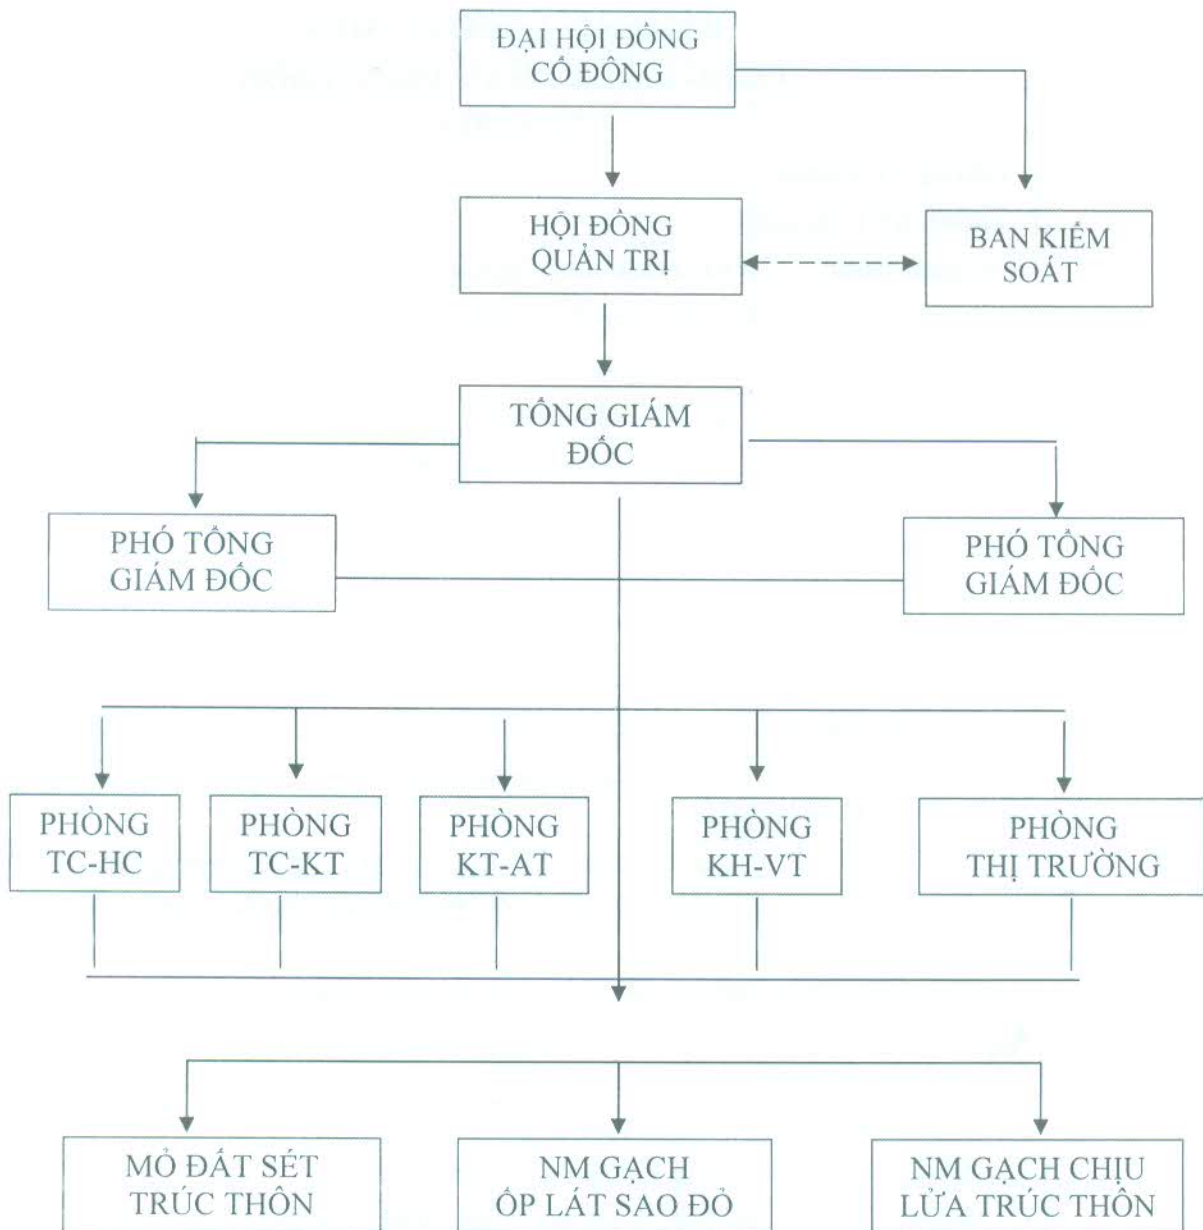 ĐẠI HỘI ĐỒNG
CỔ ĐÔNG
HỘI ĐỒNG
QUẢN TRỊ
BAN KIỂM
SOÁT
TỔNG GIÁM
ĐỐC
PHÓ TỔNG
GIÁM ĐỐC
PHÓ TỔNG
GIÁM ĐỐC
PHÒNG
TC-HC
PHÒNG
TC-KT
PHÒNG
KT-AT
PHÒNG
KH-VT
PHÒNG
THỊ TRƯỜNG
MỎ ĐẤT SÉT
TRÚC THÔN
NM GẠCH
ỐP LÁT SAO ĐỎ
NM GẠCH CHỊU
LỬA TRÚC THÔN